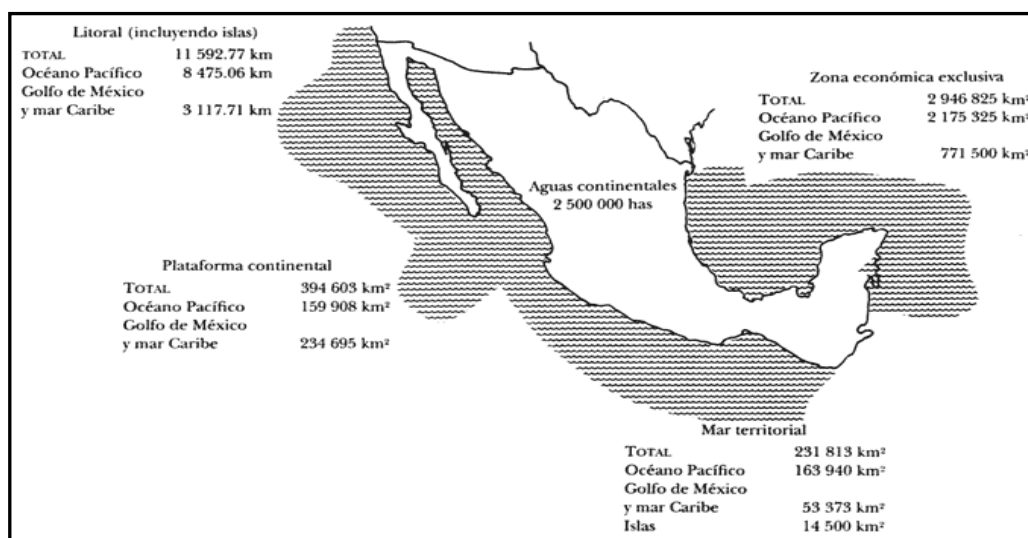 Litoral (incluyendo islas)
TOTAL 11 592.77 km
Océano Pacífico 8 475.06 km
Golfo de México
y mar Caribe 3 117.71 km
Zona económica exclusiva
TOTAL 2 946 825 km²
Océano Pacífico 2 175 325 km²
Golfo de México
y mar Caribe 771 500 km²
Aguas continentales
2 500 000 has
Plataforma continental
TOTAL 394 603 km²
Océano Pacífico 159 908 km²
Golfo de México
y mar Caribe 234 695 km²
Mar territorial
TOTAL 231 813 km²
Océano Pacífico 163 940 km²
Golfo de México
y mar Caribe 53 373 km²
Islas 14 500 km²